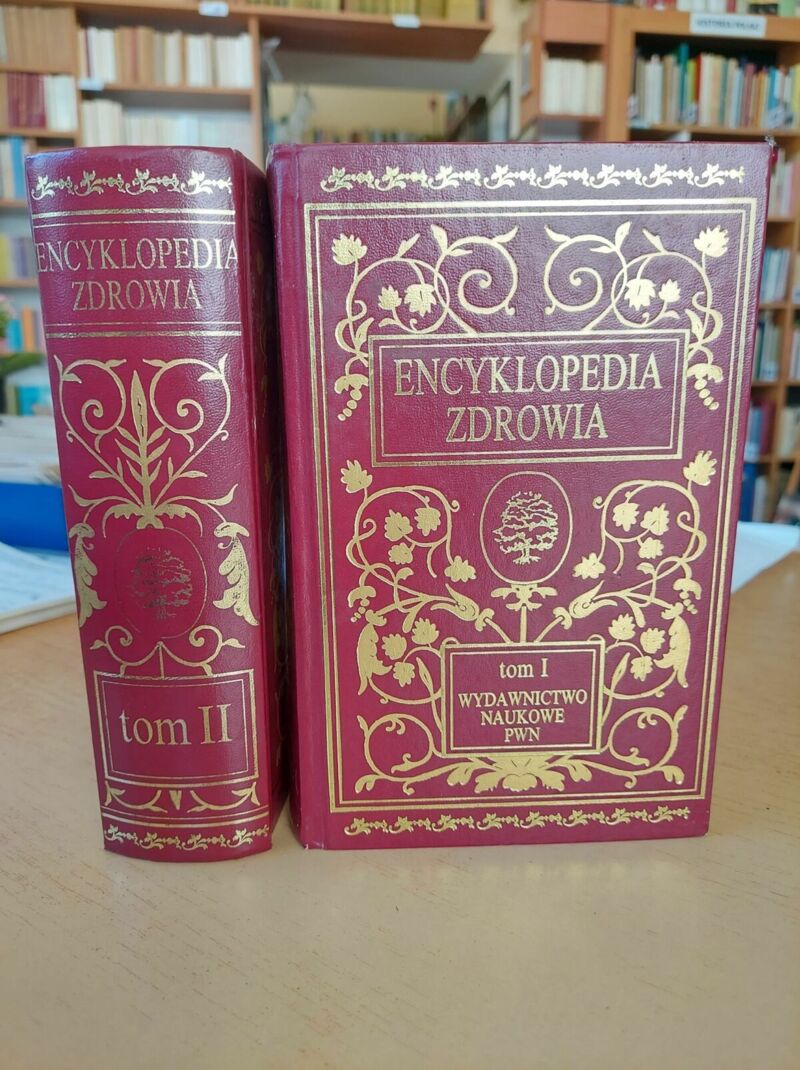 ENCYKLOPEDIA
ZDROWIA
tom II
ENCYKLOPEDIA
ZDROWIA
tom I
WYDAWNICTWO
NAUKOWE
PWN